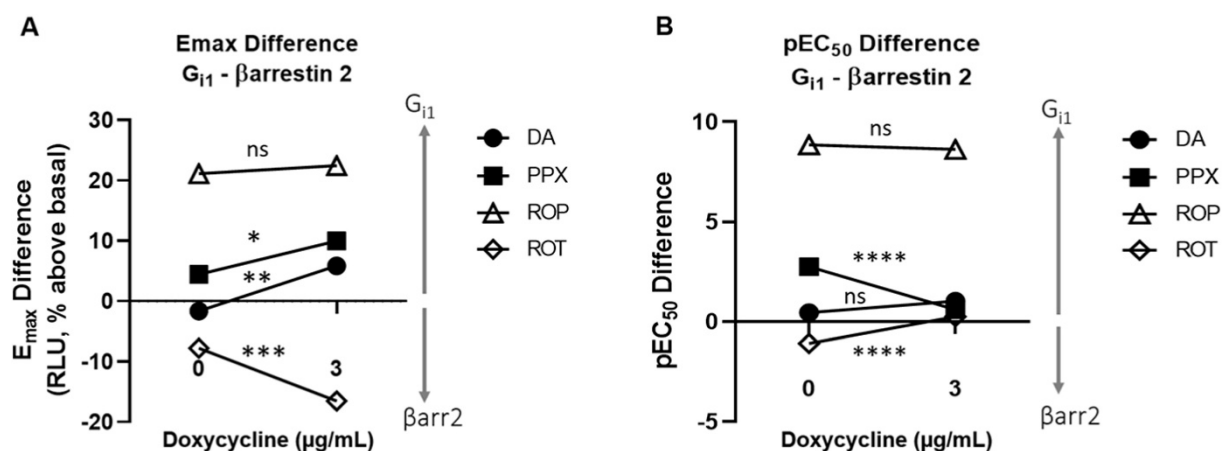 A
Emax Difference
Gi1 - βarrestin 2
Emax Difference
(RLU, % above basal)
30
20
10
0
-10
-20
ns
*
**
***
0
3
Doxycycline (µg/mL)
Gi1
βarr2
DA
PPX
ROP
ROT
B
pEC50 Difference
Gi1 - βarrestin 2
pEC50 Difference
10
5
0
-5
ns
****
ns
****
0
3
Doxycycline (µg/mL)
Gi1
βarr2
DA
PPX
ROP
ROT